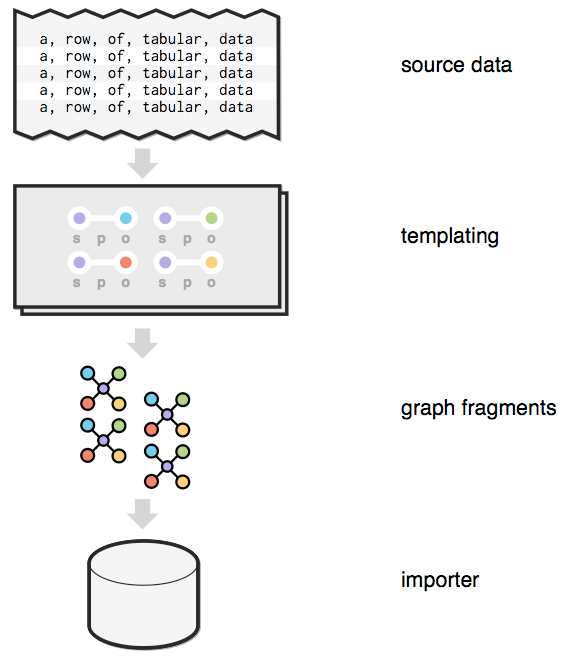 a, row, of, tabular, data
a, row, of, tabular, data
a, row, of, tabular, data
a, row, of, tabular, data
a, row, of, tabular, data
source data
s p o s p o
s p o s p o
templating
graph fragments
importer